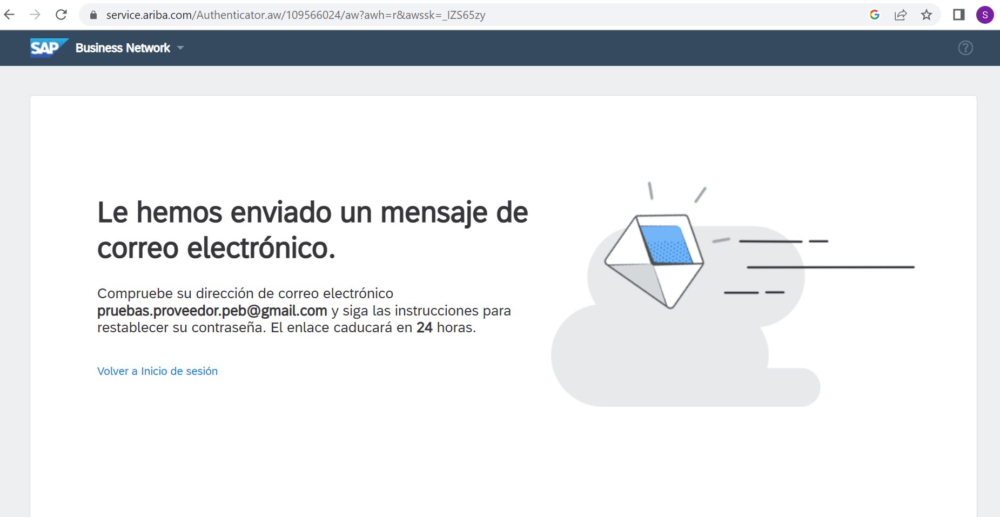 service.ariba.com/Authenticator.aw/109566024/aw?awh=r&awssk=_IZS65zy
S
SAP Business Network
?
Le hemos enviado un mensaje de
correo electrónico.
Compruebe su dirección de correo electrónico
pruebas.proveedor.peb@gmail.com y siga las instrucciones para
restablecer su contraseña. El enlace caducará en 24 horas.
Volver a Inicio de sesión